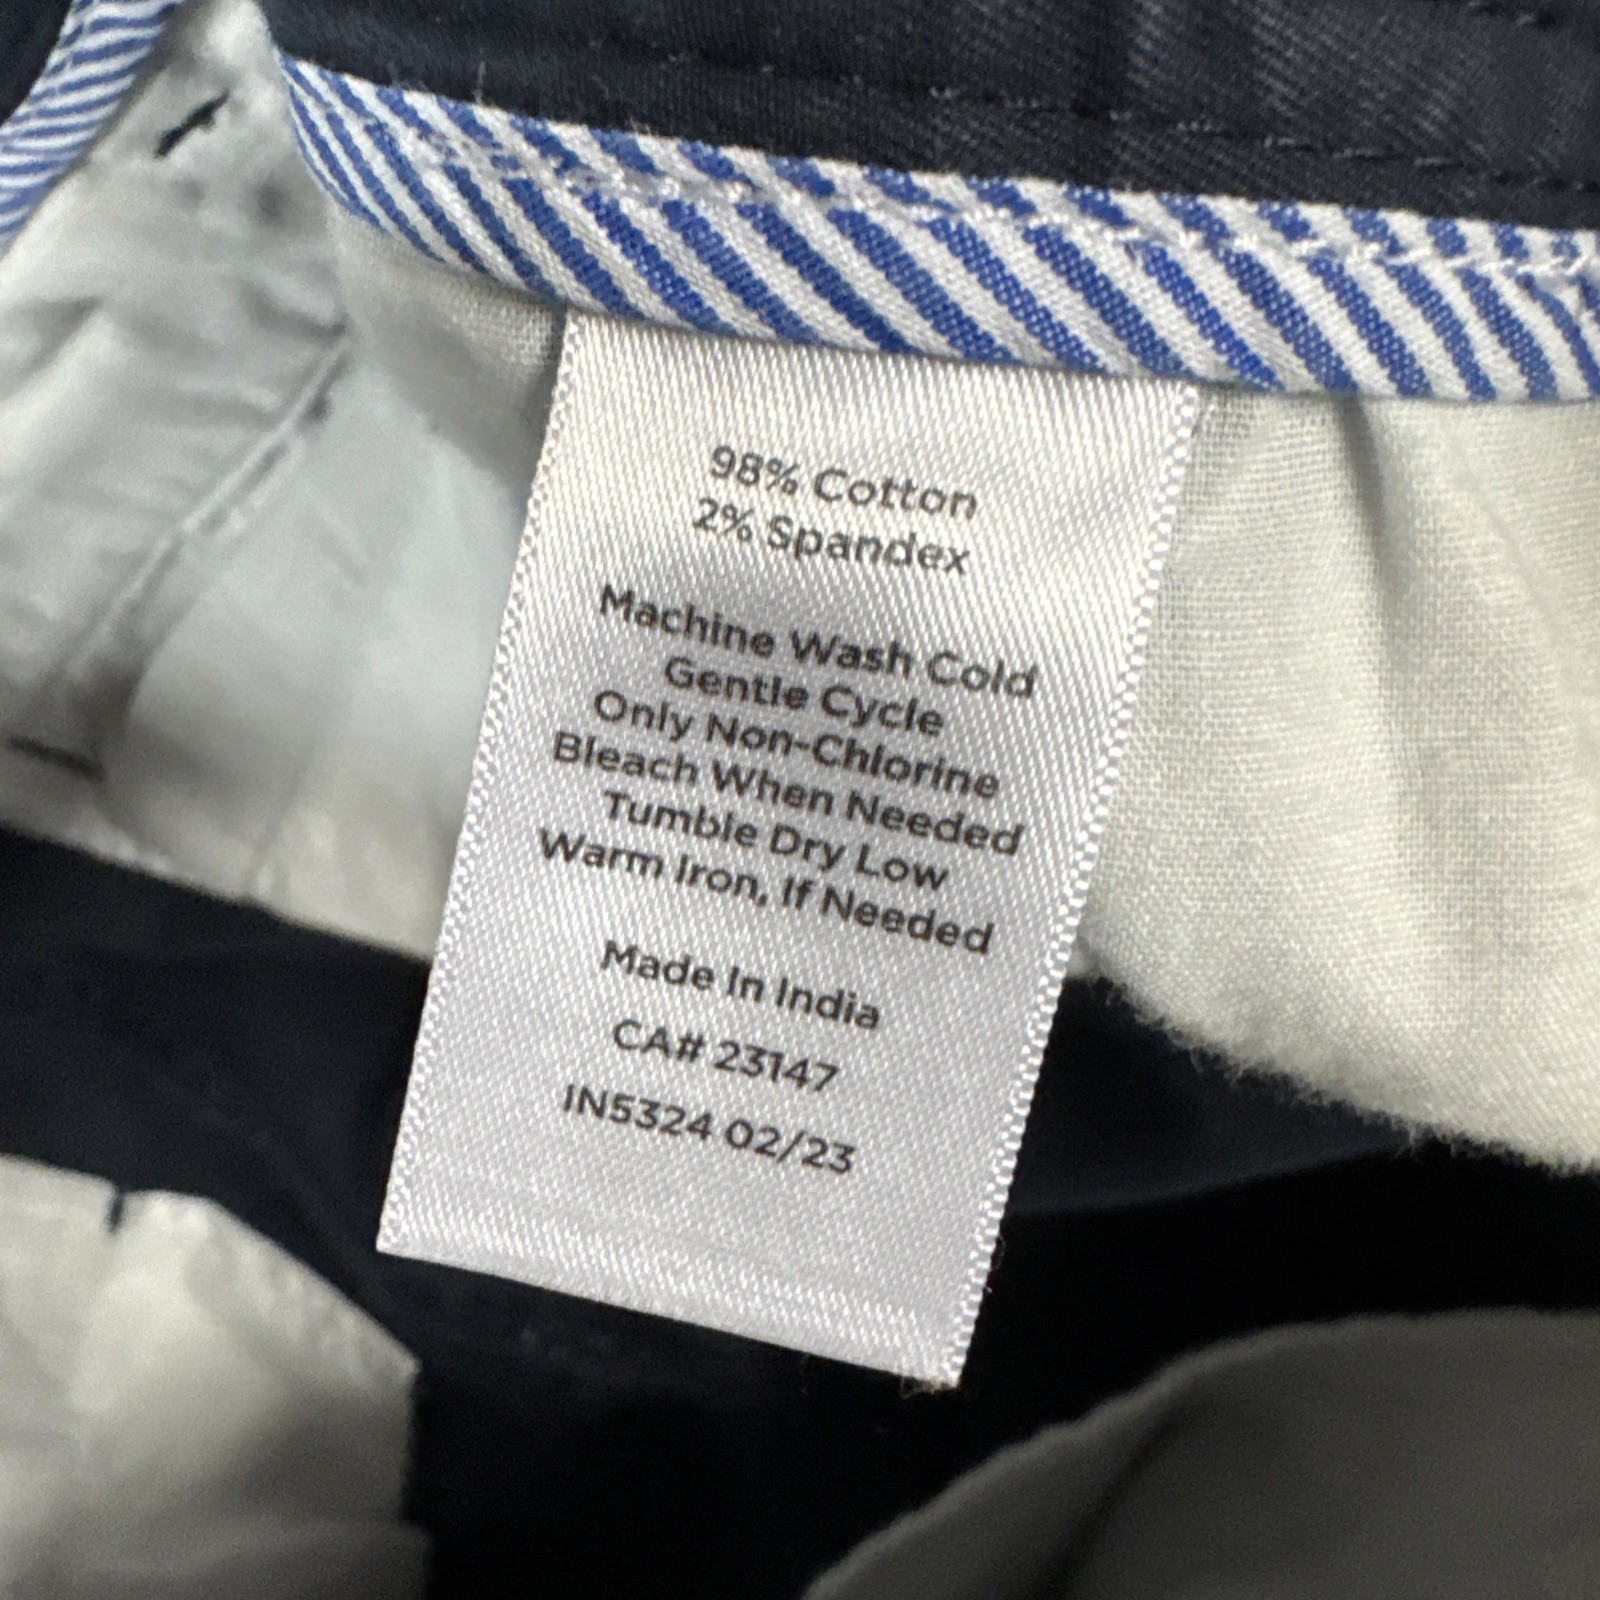 98% Cotton
2% Spandex
Machine Wash Cold
Gentle Cycle
Only Non-Chlorine
Bleach When Needed
Tumble Dry Low
Warm Iron, If Needed
Made In India
CA# 23147
IN5324 02/23